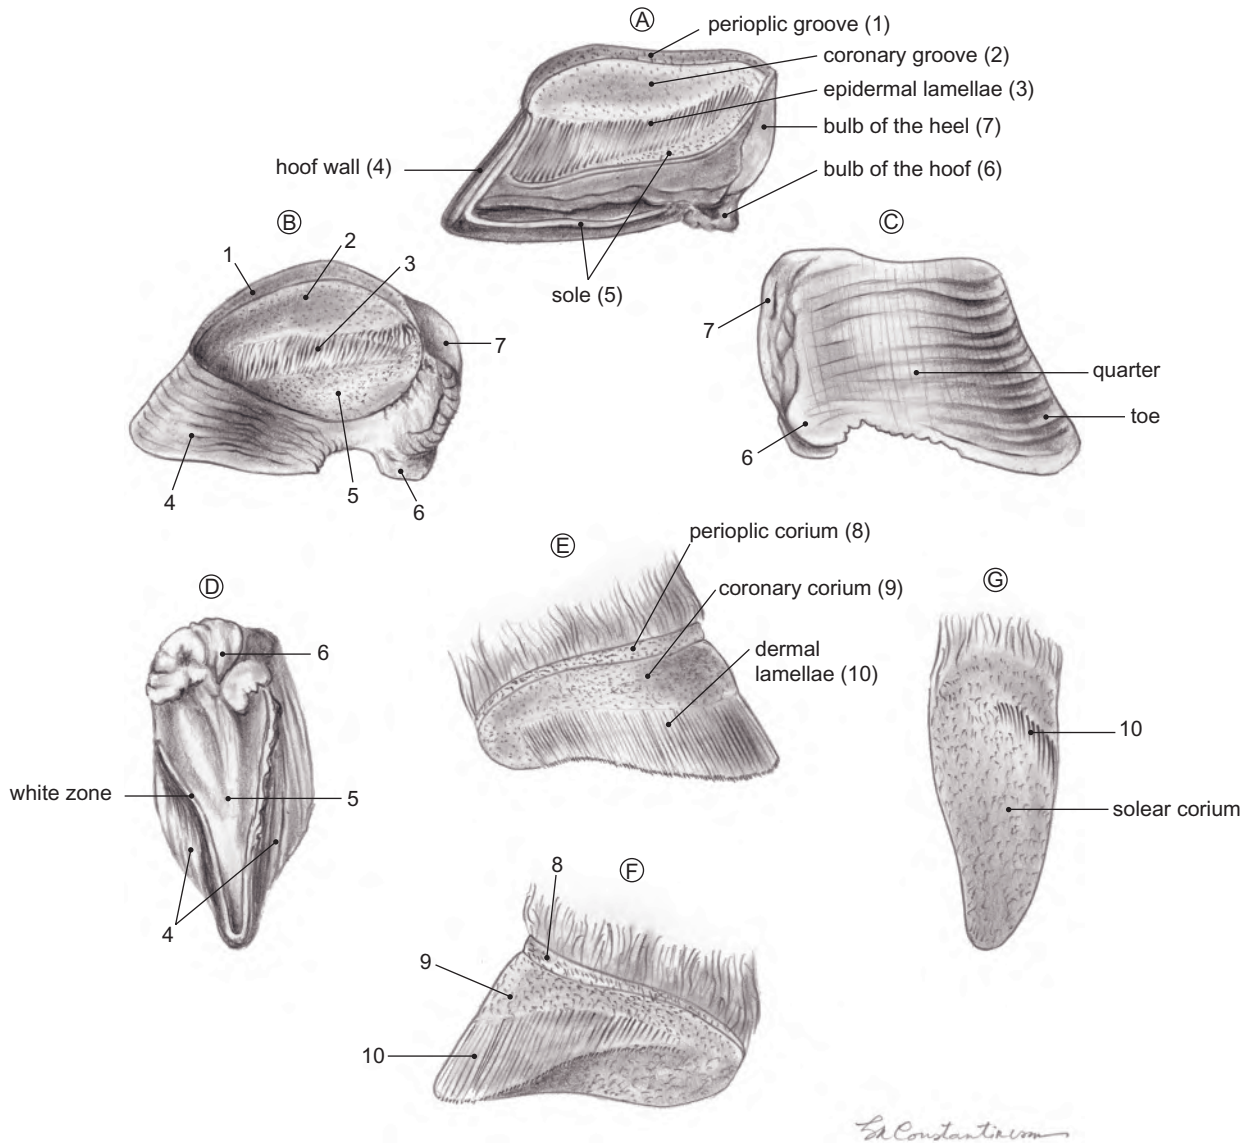 A
perioplic groove (1)
coronary groove (2)
epidermal lamellae (3)
bulb of the heel (7)
hoof wall (4)
bulb of the hoof (6)
sole (5)
B
1
2
3
7
4
5
6
C
7
quarter
toe
6
D
6
white zone
5
4
E
perioplic corium (8)
coronary corium (9)
dermal
lamellae (10)
F
8
9
10
G
10
solear corium